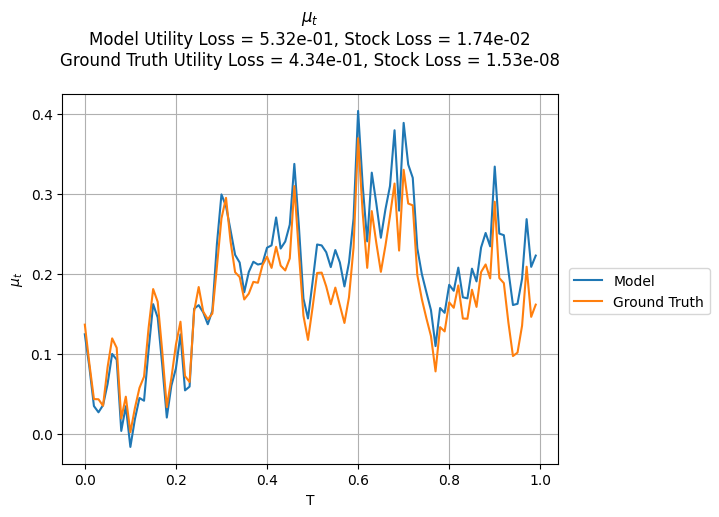 μt
Model Utility Loss = 5.32e-01, Stock Loss = 1.74e-02
Ground Truth Utility Loss = 4.34e-01, Stock Loss = 1.53e-08
0.4
0.3
0.2
0.1
0.0
μt
0.0 0.2 0.4 0.6 0.8 1.0
T
Model
Ground Truth